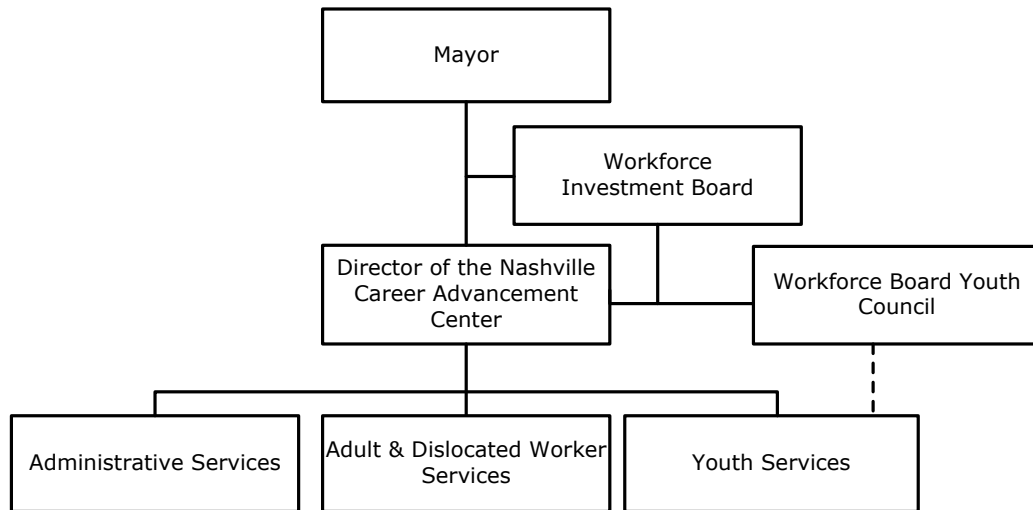 Mayor
Workforce
Investment Board
Director of the Nashville
Career Advancement
Center
Workforce Board Youth
Council
Administrative Services
Adult & Dislocated Worker
Services
Youth Services